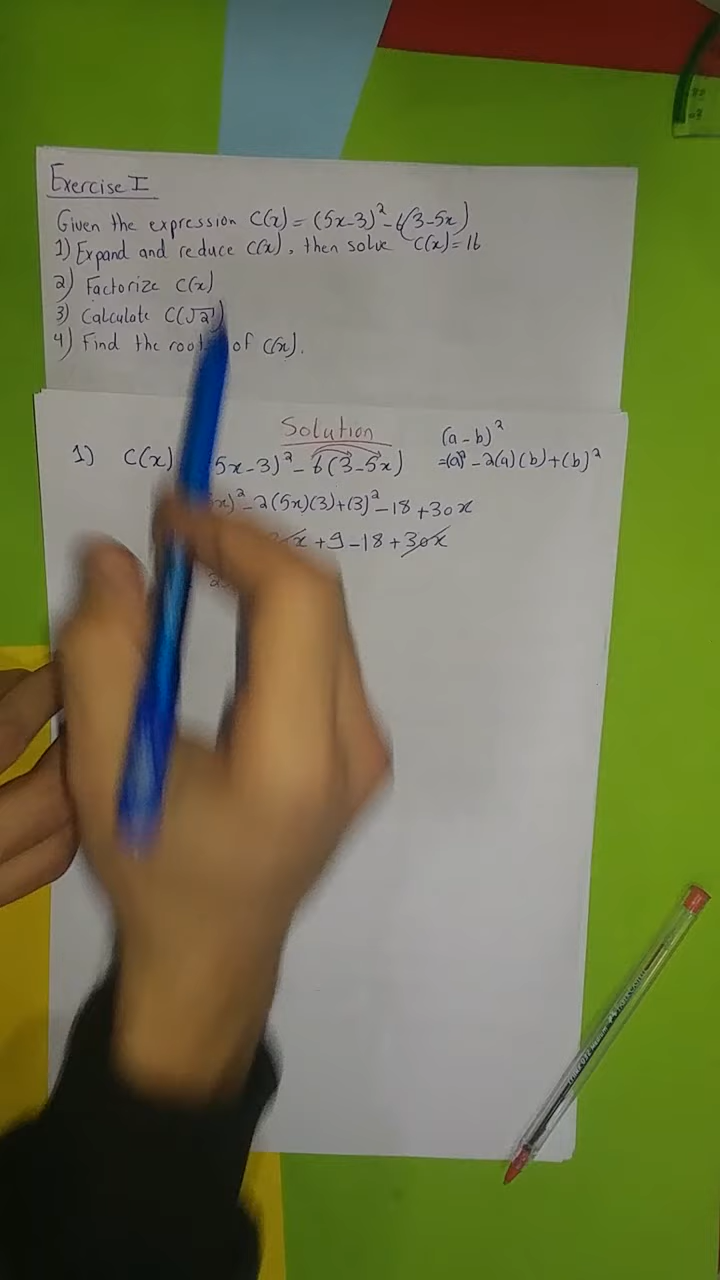 Exercise I
Given the expression C(x) = (5x-3)² - 6(3-5x)
1) Expand and reduce C(x), then solve C(x)=16
2) Factorize C(x)
3) Calculate C(√2)
4) Find the of C(x).
Solution
1) C(x) 5x-3)² - 6(3-5x)
(a-b)²
=(a)² - 2(a)(b)+(b)²
x)² - 2(5x)(3)+(3)² - 18 + 30x
x + 9 - 18 + 30x